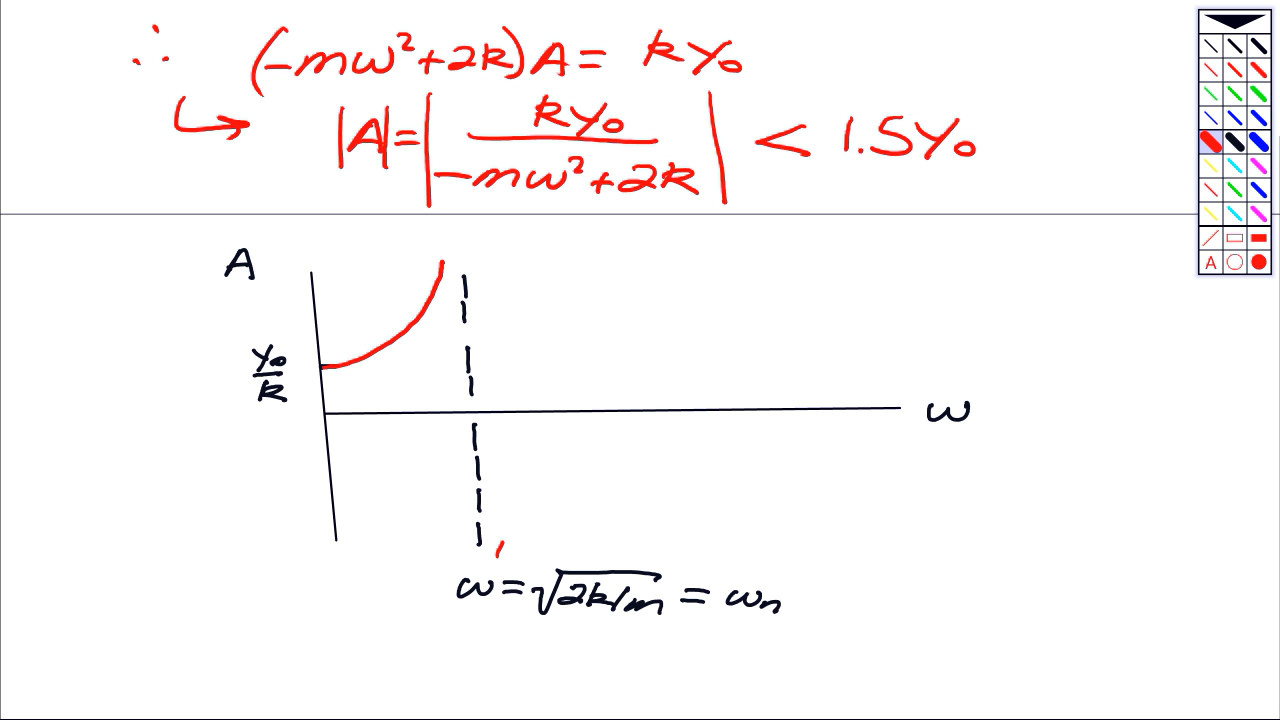 ∴ (-mω²+2k)A = kY₀
↳ |A| = |kY₀ / (-mω²+2k)| < 1.5Y₀
A
Y₀/k
ω
ω = √2k/m = ωₙ
A